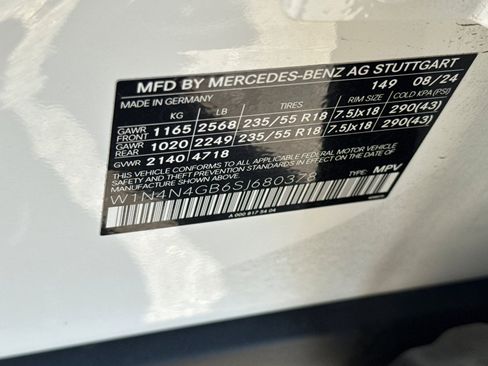 MFD BY MERCEDES-BENZ AG STUTTGART
149 08/24
KG LB TIRES RIM SIZE COLD KPA(PSI)
GAWR FRONT 1165 2568 235/55 R18 7.5Jx18 290(43)
GAWR REAR 1020 2249 235/55 R18 7.5Jx18 290(43)
GVWR 2140 4718
THIS VEHICLE CONFORMS TO ALL APPLICABLE FEDERAL MOTOR VEHICLE
SAFETY AND THEFT PREVENTION STANDARDS IN EFFECT ON THE DATE OF
MANUFACTURE SHOWN ABOVE.
W1N4N4GB6SJ680378 TYPE: MPV
A 000 817 54 04